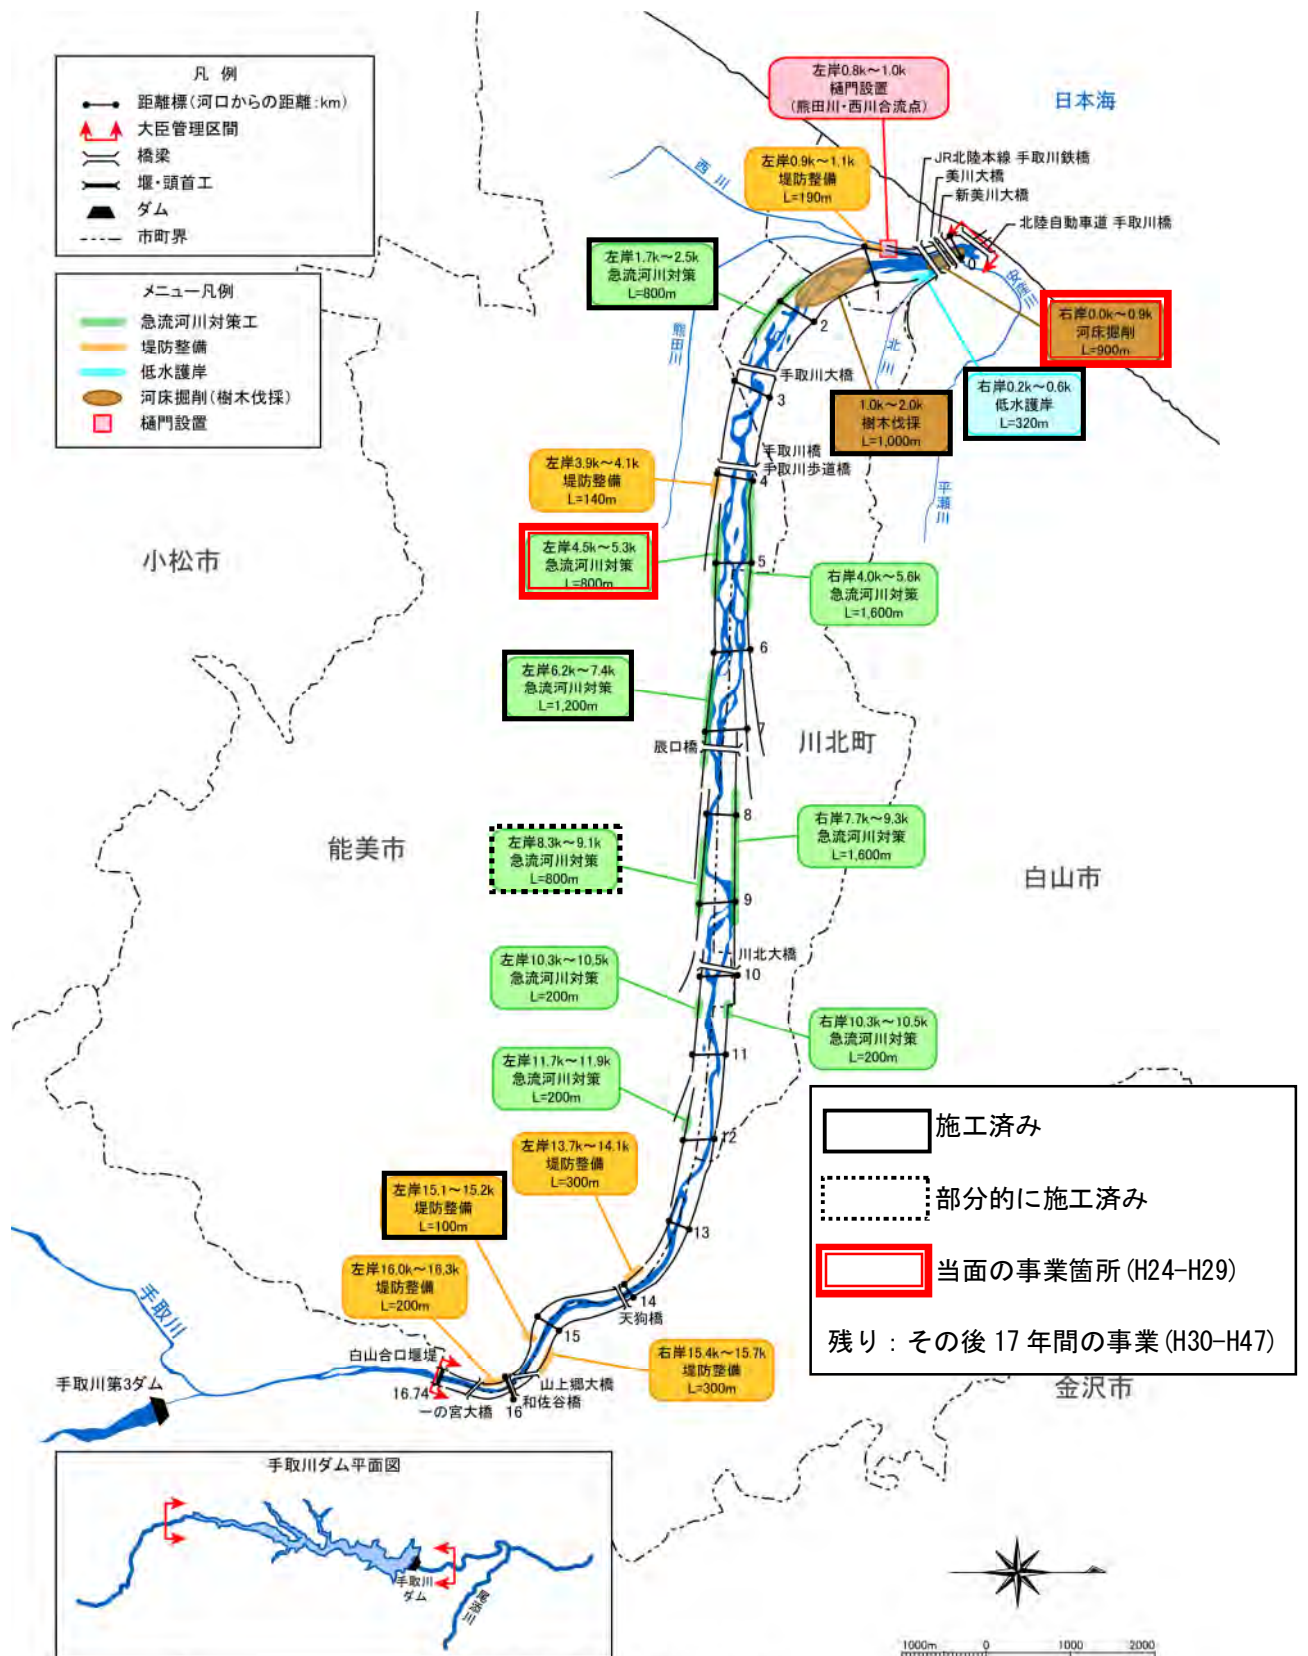 凡 例
距離標(河口からの距離:km)
大臣管理区間
橋梁
堰・頭首工
ダム
市町界
メニュー凡例
急流河川対策工
堤防整備
低水護岸
河床掘削(樹木伐採)
樋門設置
左岸0.8k～1.0k
樋門設置
(熊田川・西川合流点)
日本海
左岸0.9k～1.1k
堤防整備
L=190m
西川
JR北陸本線 手取川鉄橋
美川大橋
新美川大橋
北陸自動車道 手取川橋
0
安産川
左岸1.7k～2.5k
急流河川対策
L=800m
1
2
熊田川
北川
右岸0.0k～0.9k
河床掘削
L=900m
手取川大橋
3
1.0k～2.0k
樹木伐採
L=1,000m
右岸0.2k～0.6k
低水護岸
L=320m
手取川橋
手取川歩道橋
4
左岸3.9k～4.1k
堤防整備
L=140m
平瀬川
小松市
左岸4.5k～5.3k
急流河川対策
L=800m
5
右岸4.0k～5.6k
急流河川対策
L=1,600m
6
左岸6.2k～7.4k
急流河川対策
L=1,200m
7
辰口橋
川北町
8
右岸7.7k～9.3k
急流河川対策
L=1,600m
能美市
左岸8.3k～9.1k
急流河川対策
L=800m
白山市
9
川北大橋
10
左岸10.3k～10.5k
急流河川対策
L=200m
右岸10.3k～10.5k
急流河川対策
L=200m
11
左岸11.7k～11.9k
急流河川対策
L=200m
12
左岸13.7k～14.1k
堤防整備
L=300m
13
左岸15.1～15.2k
堤防整備
L=100m
左岸16.0k～16.3k
堤防整備
L=200m
14
天狗橋
15
右岸15.4k～15.7k
堤防整備
L=300m
手取川
白山合口堰堤
16.74
手取川第3ダム
一の宮大橋
16
山上郷大橋
和佐谷橋
施工済み
部分的に施工済み
当面の事業箇所(H24-H29)
残り：その後 17 年間の事業(H30-H47)
金沢市
手取川ダム平面図
手取川
ダム
尾添川
1000m 0 1000 2000